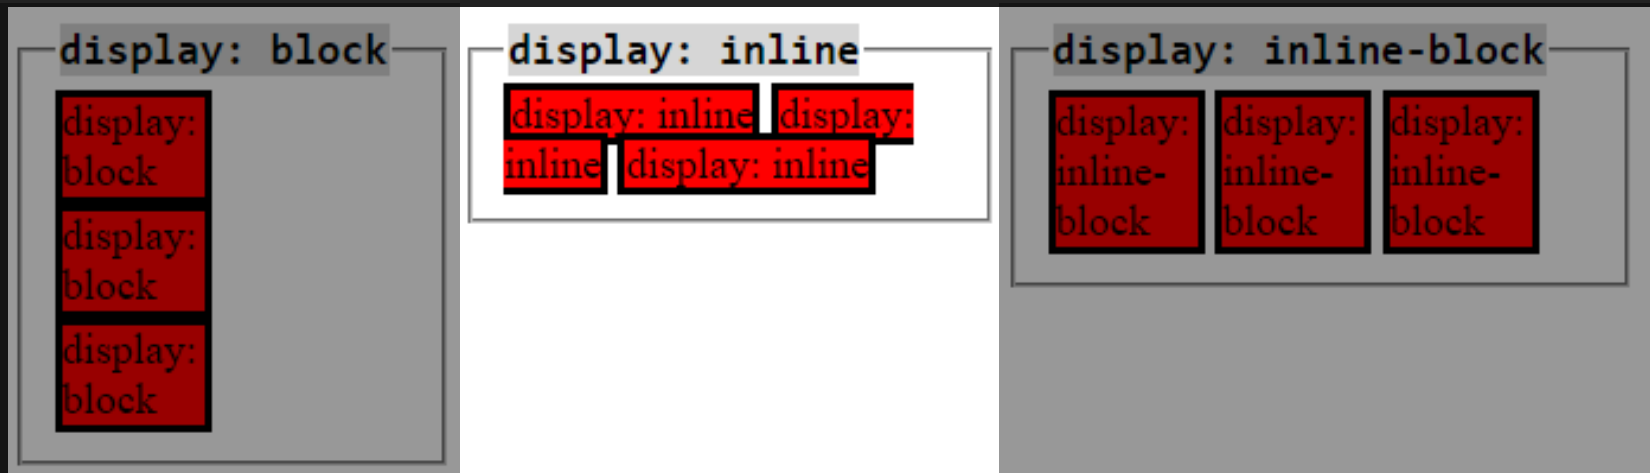 display: block
display:
block
display:
block
display:
block
display: inline
display: inline display:
inline display: inline
display: inline-block
display: display: display:
inline- inline- inline-
block block block